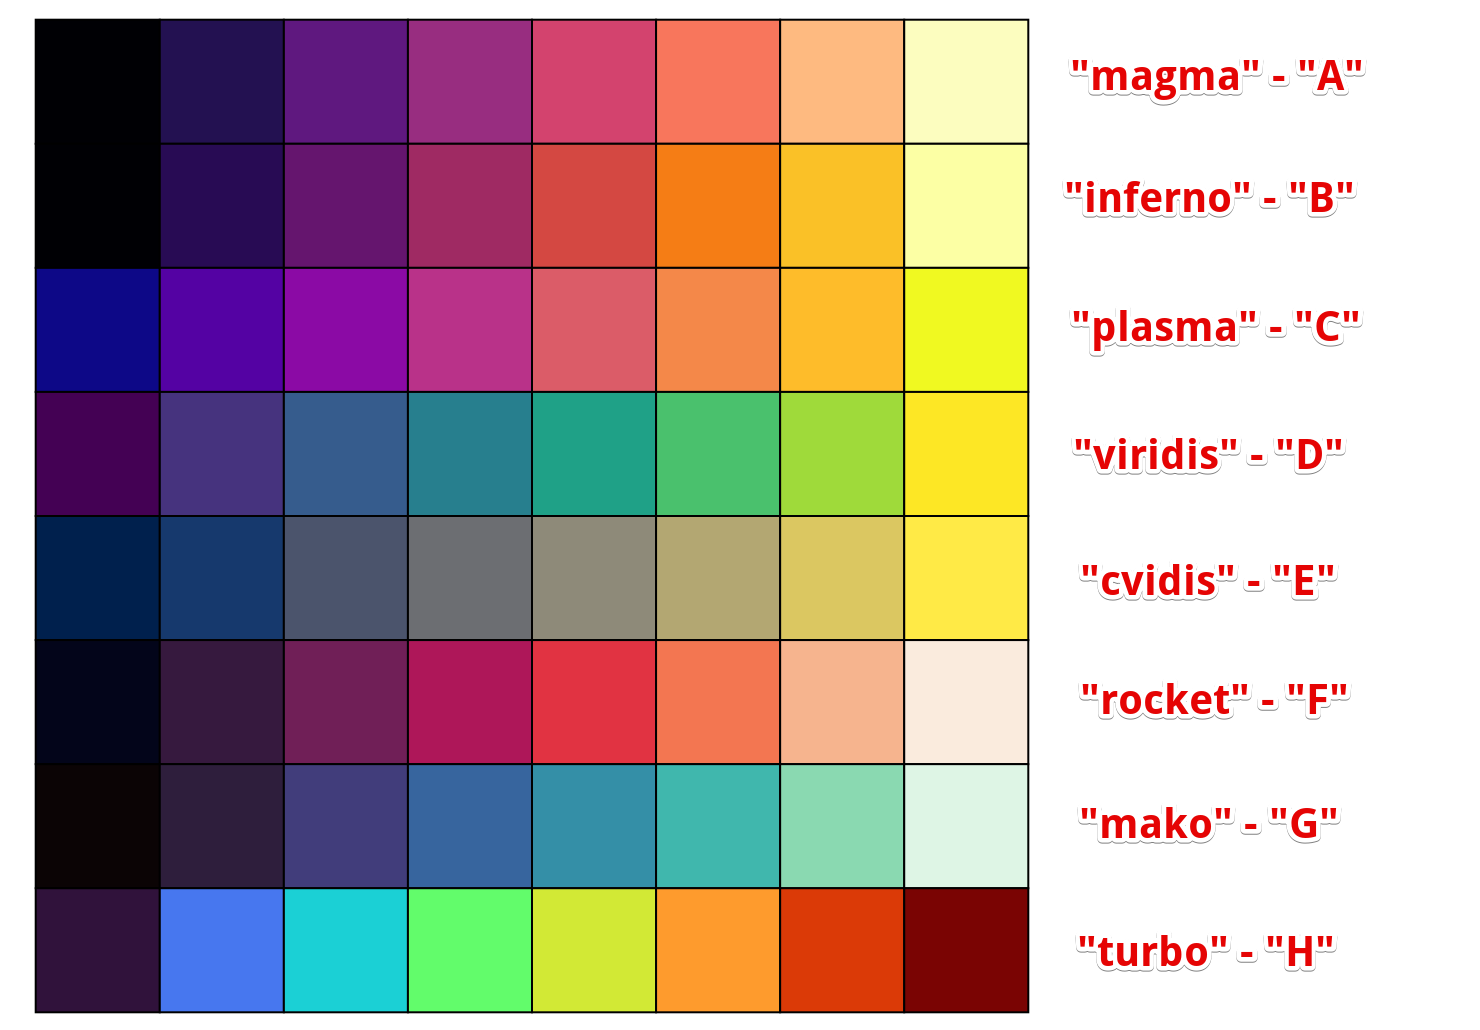 "magma" - "A"
"inferno" - "B"
"plasma" - "C"
"viridis" - "D"
"cvidis" - "E"
"rocket" - "F"
"mako" - "G"
"turbo" - "H"